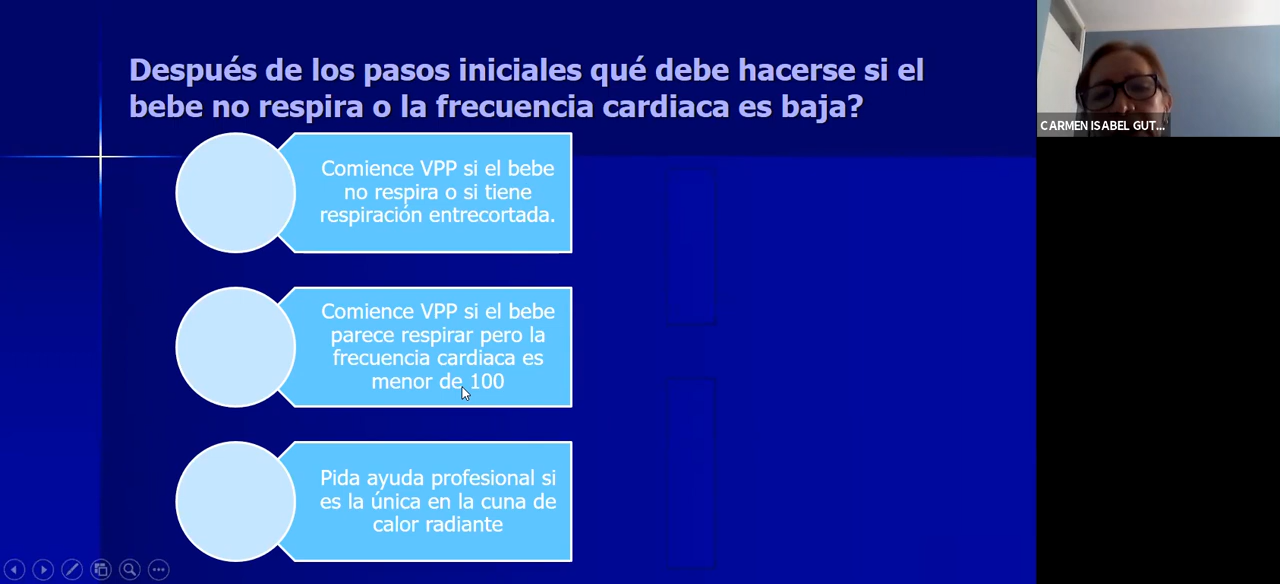 Después de los pasos iniciales qué debe hacerse si el
bebe no respira o la frecuencia cardiaca es baja?
Comience VPP si el bebe
no respira o si tiene
respiración entrecortada.
Comience VPP si el bebe
parece respirar pero la
frecuencia cardiaca es
menor de 100
Pida ayuda profesional si
es la única en la cuna de
calor radiante
CARMEN ISABEL GUT...